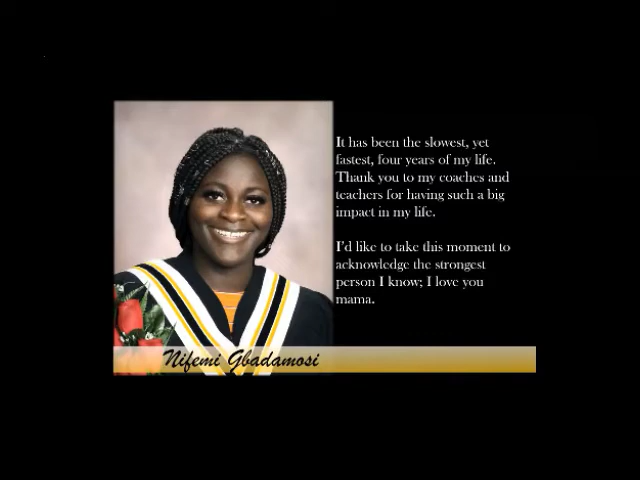 It has been the slowest, yet
fastest, four years of my life.
Thank you to my coaches and
teachers for having such a big
impact in my life.
I'd like to take this moment to
acknowledge the strongest
person I know; I love you
mama.
Nifemi Gbadamosi